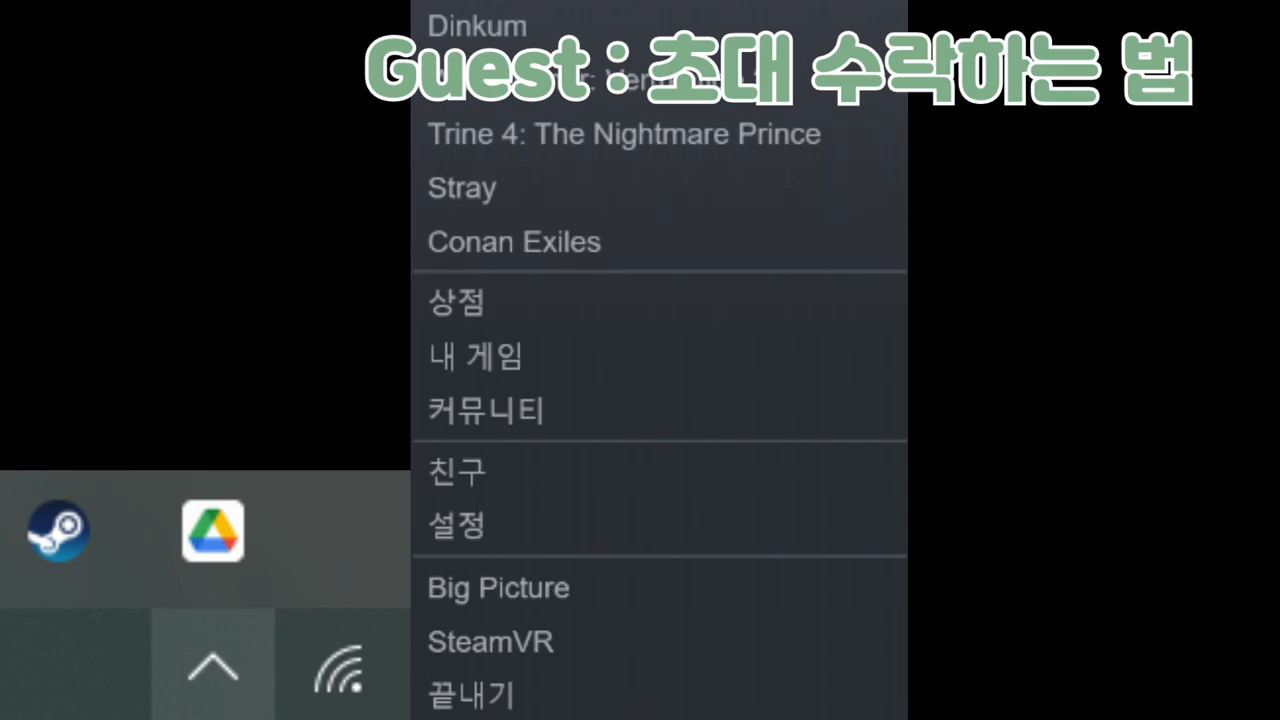 Dinkum
Guest : 초대 수락하는 법
Trine 4: The Nightmare Prince
Stray
Conan Exiles
상점
내 게임
커뮤니티
친구
설정
Big Picture
SteamVR
끝내기